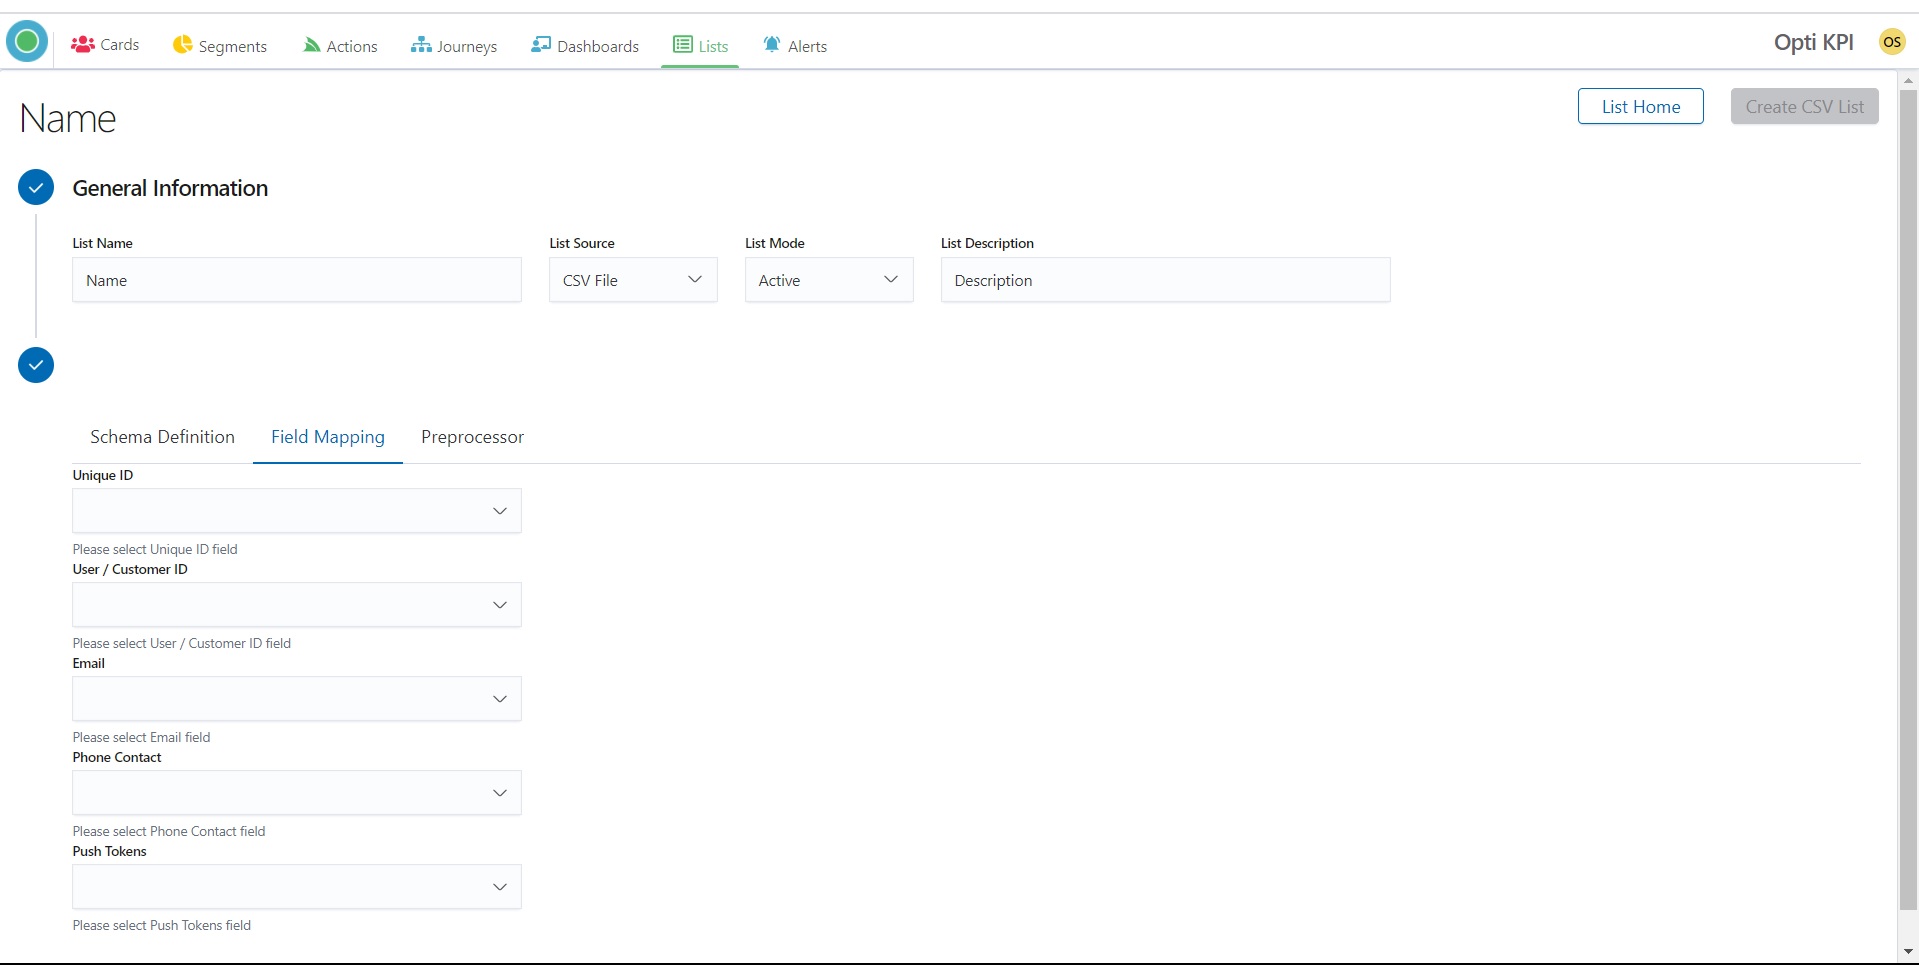 Cards
Segments
Actions
Journeys
Dashboards
Lists
Alerts
Opti KPI
OS
Name
List Home
Create CSV List
General Information
List Name
List Source
List Mode
List Description
Name
CSV File
Active
Description
Schema Definition
Field Mapping
Preprocessor
Unique ID
Please select Unique ID field
User / Customer ID
Please select User / Customer ID field
Email
Please select Email field
Phone Contact
Please select Phone Contact field
Push Tokens
Please select Push Tokens field